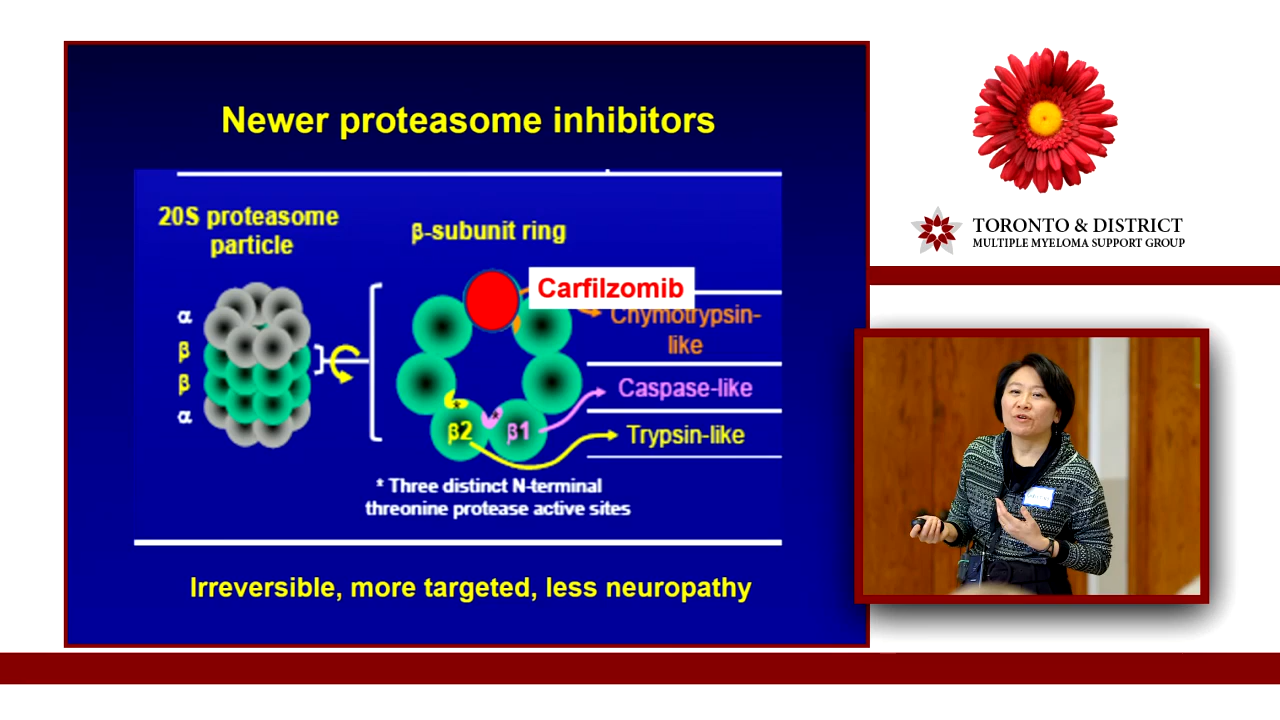 Newer proteasome inhibitors
20S proteasome
particle
β-subunit ring
α
β
β
α
Carfilzomib
Chymotrypsin-
like
Caspase-like
Trypsin-like
β2
β1
* Three distinct N-terminal
threonine protease active sites
Irreversible, more targeted, less neuropathy
TORONTO & DISTRICT
MULTIPLE MYELOMA SUPPORT GROUP